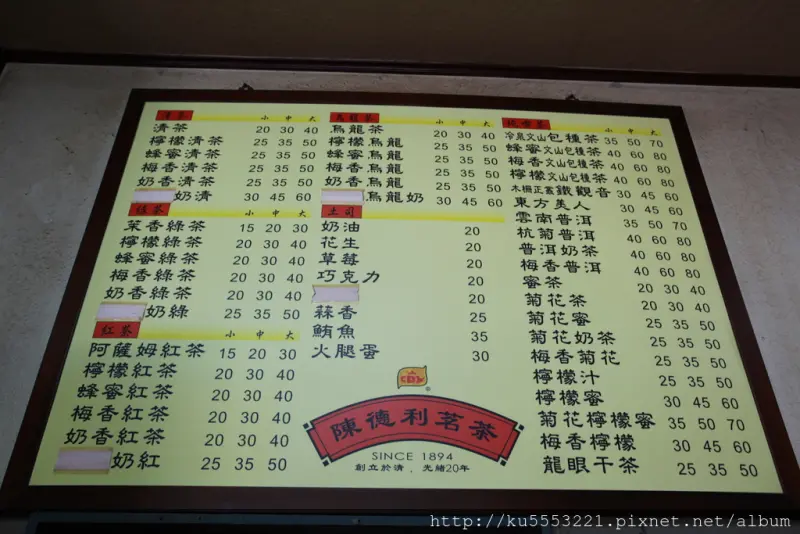 清茶 小 中 大
清茶 20 30 40
檸檬清茶 25 35 50
蜂蜜清茶 25 35 50
梅香清茶 25 35 50
奶香清茶 25 35 50
奶清 30 45 60
綠茶 小 中 大
茉香綠茶 15 20 30
檸檬綠茶 20 30 40
蜂蜜綠茶 20 30 40
梅香綠茶 20 30 40
奶香綠茶 20 30 40
奶綠 25 35 50
紅茶 小 中 大
阿薩姆紅茶 15 20 30
檸檬紅茶 20 30 40
蜂蜜紅茶 20 30 40
梅香紅茶 20 30 40
奶香紅茶 20 30 40
奶紅 25 35 50
烏龍茶 小 中 大
烏龍茶 20 30 40
檸檬烏龍 25 35 50
蜂蜜烏龍 25 35 50
梅香烏龍 25 35 50
奶香烏龍 25 35 50
烏龍奶 30 45 60
土司
奶油 20
花生 20
草莓 20
巧克力 20
20
蒜香 25
鮪魚 35
火腿蛋 30
陳德利茗茶
SINCE 1894
創立於清，光緒20年
小 中 大
冷泉文山包種茶 35 50 70
蜂蜜文山包種茶 40 60 80
梅香文山包種茶 40 60 80
檸檬文山包種茶 40 60 80
木柵正欉鐵觀音 30 45 60
東方美人 30 45 60
雲南普洱 35 50 70
杭菊普洱 40 60 80
普洱奶茶 40 60 80
梅香普洱 40 60 80
蜜茶 20 30 40
菊花茶 20 30 40
菊花蜜 25 35 50
菊花奶茶 25 35 50
梅香菊花 25 35 50
檸檬汁 25 35 50
檸檬蜜 30 45 60
菊花檸檬蜜 35 50 70
梅香檸檬 30 45 60
龍眼干茶 25 35 50
http://ku5553221.pixnet.net/album